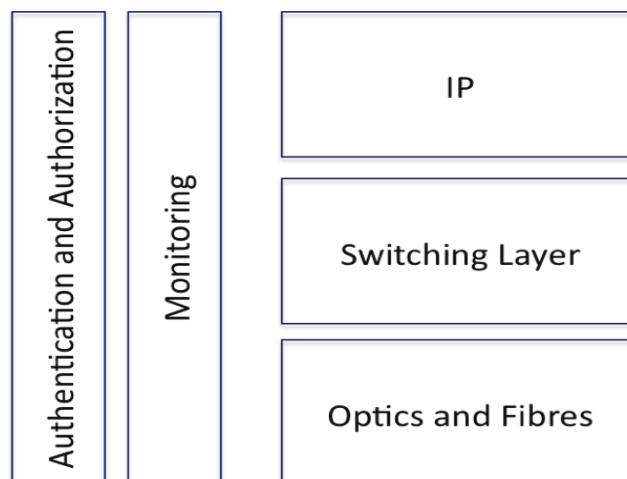 Authentication and Authorization
Monitoring
IP
Switching Layer
Optics and Fibres